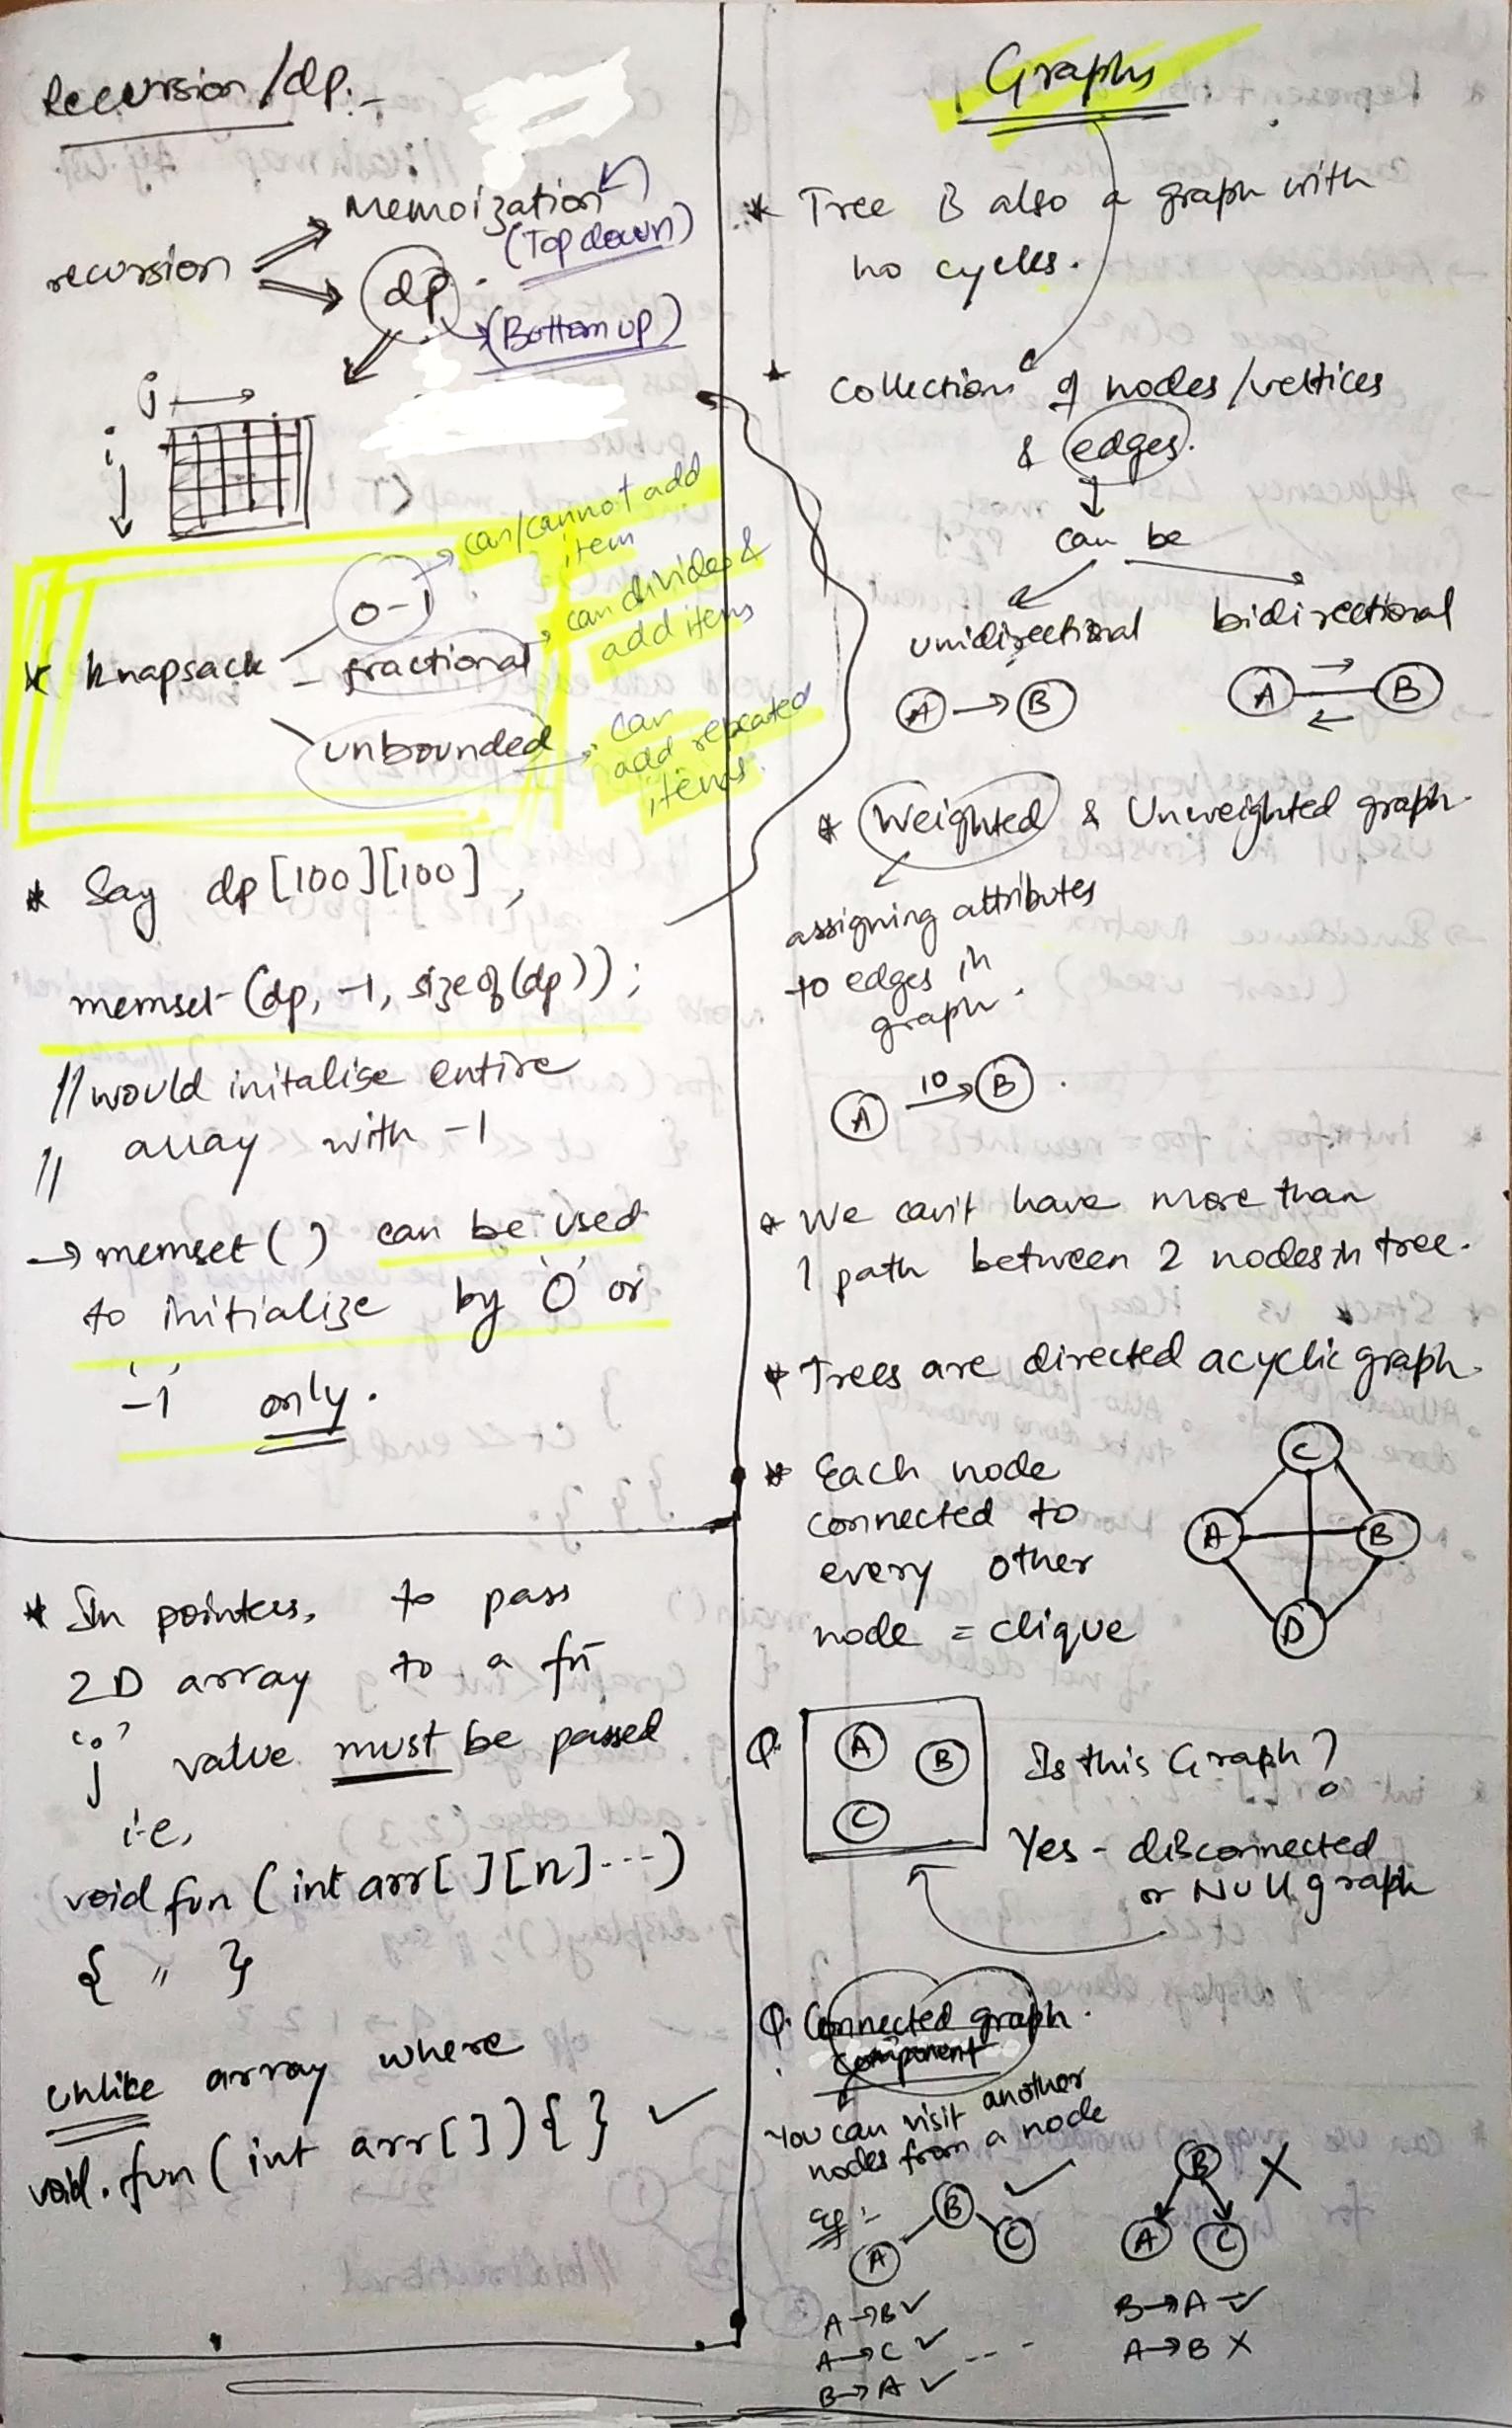 Recursion/dp:-
Memoization
(Top down)
recursion
dp.
(Bottom up)
j
i
can/cannot add
item
0-1
can divide &
add items
* knapsack
fractional
unbounded
can
add repeated
items.
* Say dp[100][100],
memset(dp, -1, sizeof(dp));
// would initalise entire
// array with -1
→ memset( ) can be used
to initialize by '0' or
'-1' only.
* In pointers, to pass
2D array to a fn
'j' value must be passed
i.e,
void fun (int arr[ ][n]---)
{ " }
Unlike array where
void. fun (int arr[ ]) { } ✓
Graphs
* Tree is also a graph with
no cycles.
* Collection of nodes/vertices
& edges.
can be
unidirectional
bidirectional
A → B
A B
* Weighted & Unweighted graph.
assigning attributes
to edges in
graph.
10
A B .
* We can't have more than
1 path between 2 nodes in tree.
* Trees are directed acyclic graph.
* Each node
connected to
every other
node = clique
C
A B
D
Q.
A
B
C
Is this Graph?
Yes - disconnected
or Null graph
Q. Connected graph.
component
You can visit another
nodes from a node
Eg :-
B ✓
A C
B X
A C
A→B ✓
A→C ✓ ---
B→A ✓
B→A ✓
A→B X